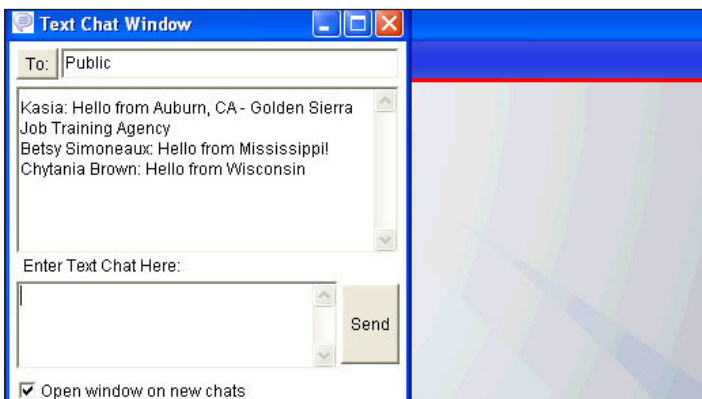 Text Chat Window
To: Public
Kasia: Hello from Auburn, CA - Golden Sierra
Job Training Agency
Betsy Simoneaux: Hello from Mississippi!
Chytania Brown: Hello from Wisconsin
Enter Text Chat Here:
Send
Open window on new chats